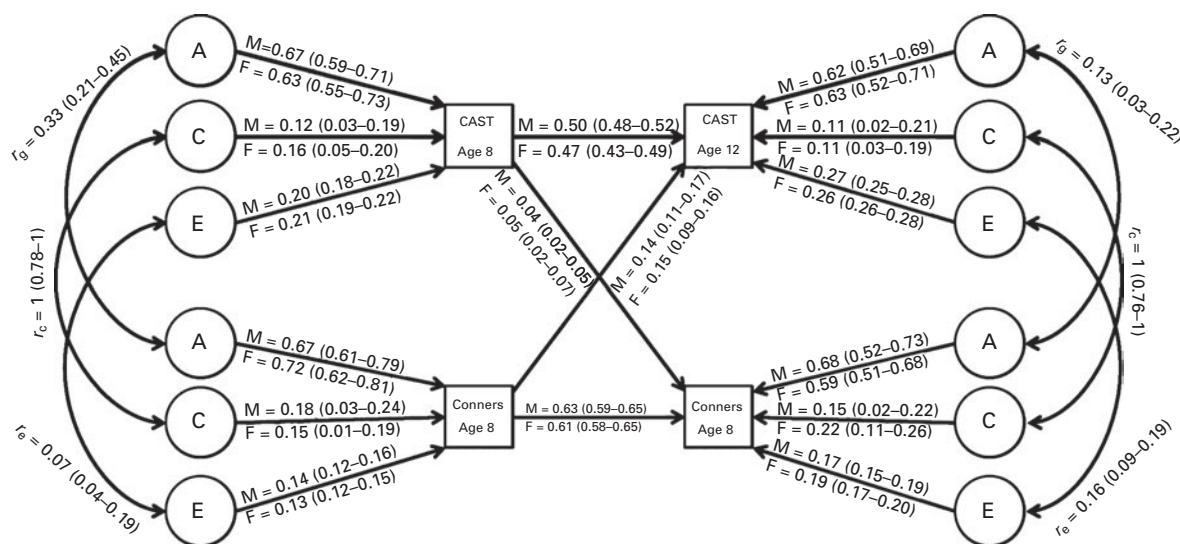 A
M=0.67 (0.59–0.71)
F = 0.63 (0.55–0.73)
C
M = 0.12 (0.03–0.19)
F = 0.16 (0.05–0.20)
E
M = 0.20 (0.18–0.22)
F = 0.21 (0.19–0.22)
rg = 0.33 (0.21–0.45)
rc = 1 (0.78–1)
re = 0.07 (0.04–0.19)
CAST
Age 8
M = 0.50 (0.48–0.52)
F = 0.47 (0.43–0.49)
M = 0.04 (0.02–0.05)
F = 0.05 (0.02–0.07)
M = 0.14 (0.11–0.17)
F = 0.15 (0.09–0.16)
CAST
Age 12
M = 0.62 (0.51–0.69)
F = 0.63 (0.52–0.71)
A
M = 0.11 (0.02–0.21)
F = 0.11 (0.03–0.19)
C
M = 0.27 (0.25–0.28)
F = 0.26 (0.26–0.28)
E
rg = 0.13 (0.03–0.22)
rc = 1 (0.76–1)
re = 0.16 (0.09–0.19)
A
M = 0.67 (0.61–0.79)
F = 0.72 (0.62–0.81)
C
M = 0.18 (0.03–0.24)
F = 0.15 (0.01–0.19)
E
M = 0.14 (0.12–0.16)
F = 0.13 (0.12–0.15)
Conners
Age 8
M = 0.63 (0.59–0.65)
F = 0.61 (0.58–0.65)
Conners
Age 8
M = 0.68 (0.52–0.73)
F = 0.59 (0.51–0.68)
A
M = 0.15 (0.02–0.22)
F = 0.22 (0.11–0.26)
C
M = 0.17 (0.15–0.19)
F = 0.19 (0.17–0.20)
E